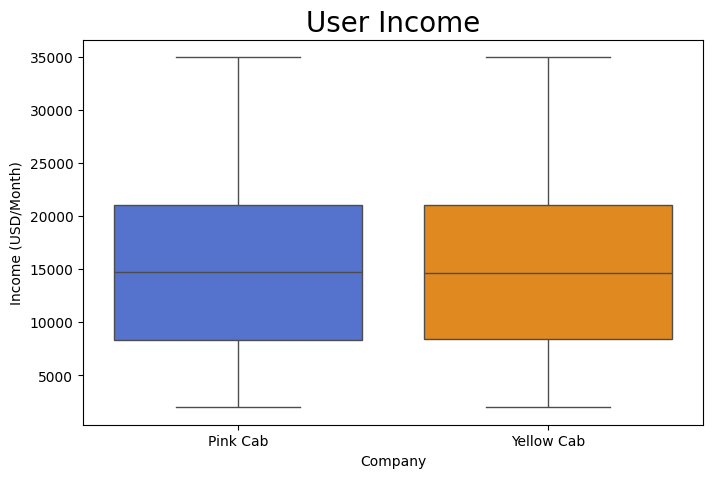 User Income
Income (USD/Month)
35000
30000
25000
20000
15000
10000
5000
Pink Cab
Yellow Cab
Company